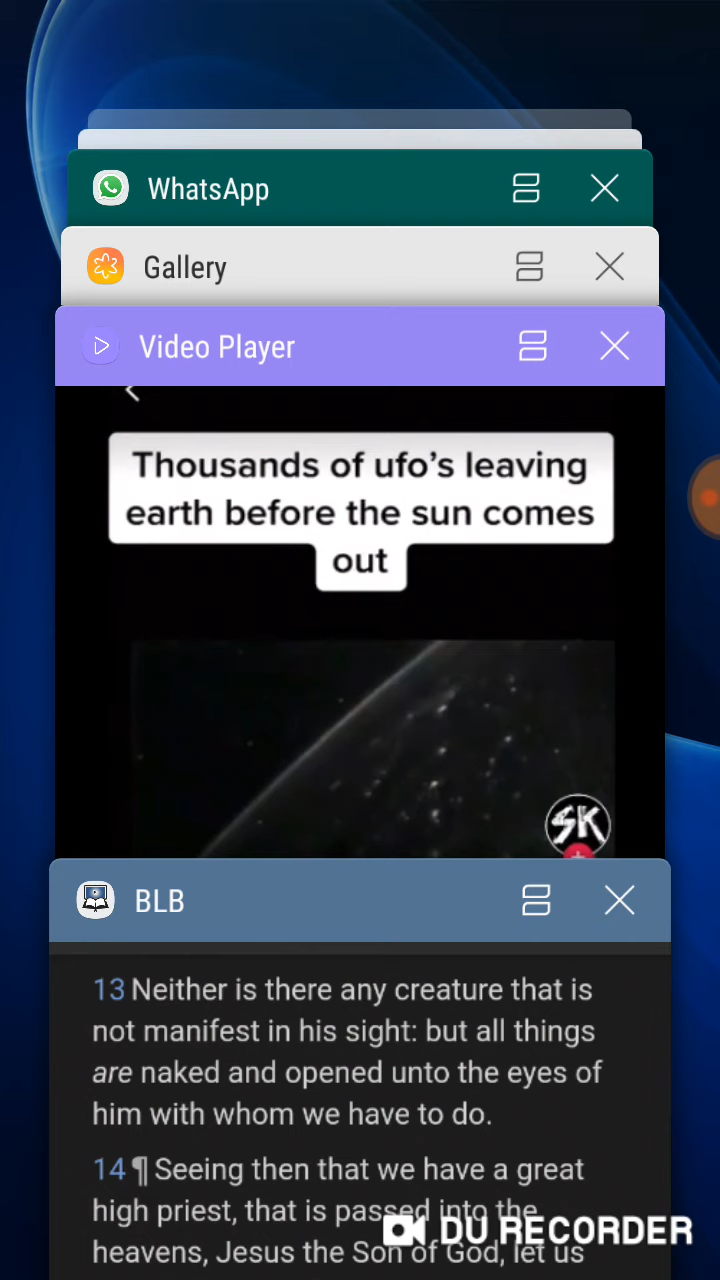 WhatsApp
Gallery
Video Player
Thousands of ufo's leaving
earth before the sun comes
out
SK
BLB
13 Neither is there any creature that is
not manifest in his sight: but all things
are naked and opened unto the eyes of
him with whom we have to do.
14 ¶ Seeing then that we have a great
high priest, that is passed into the
heavens, Jesus the Son of God, let us
DU RECORDER